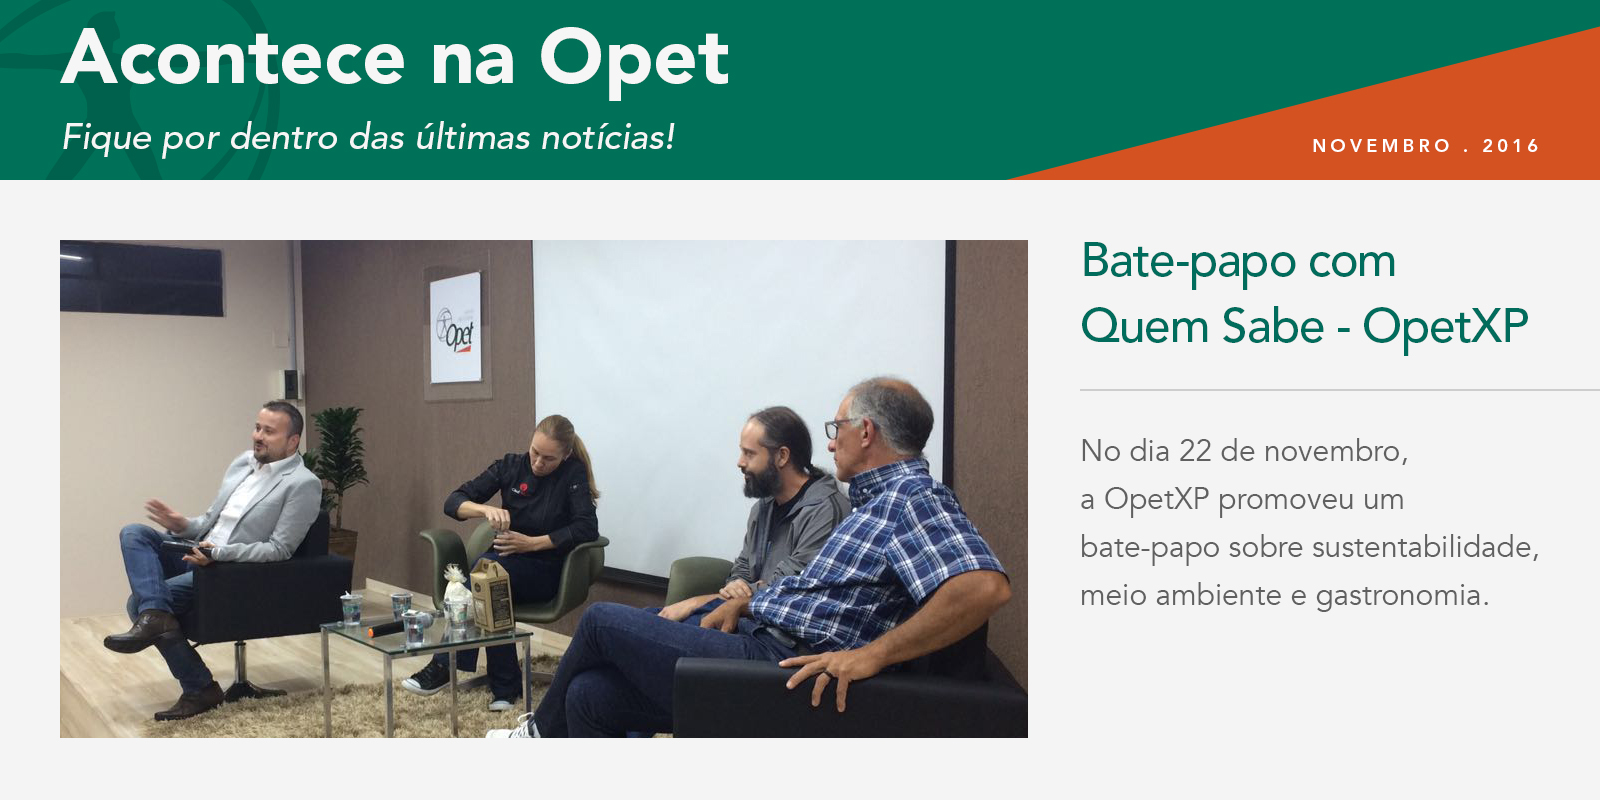 Acontece na Opet
Fique por dentro das últimas notícias!
NOVEMBRO . 2016
Opet
Bate-papo com
Quem Sabe - OpetXP
No dia 22 de novembro,
a OpetXP promoveu um
bate-papo sobre sustentabilidade,
meio ambiente e gastronomia.